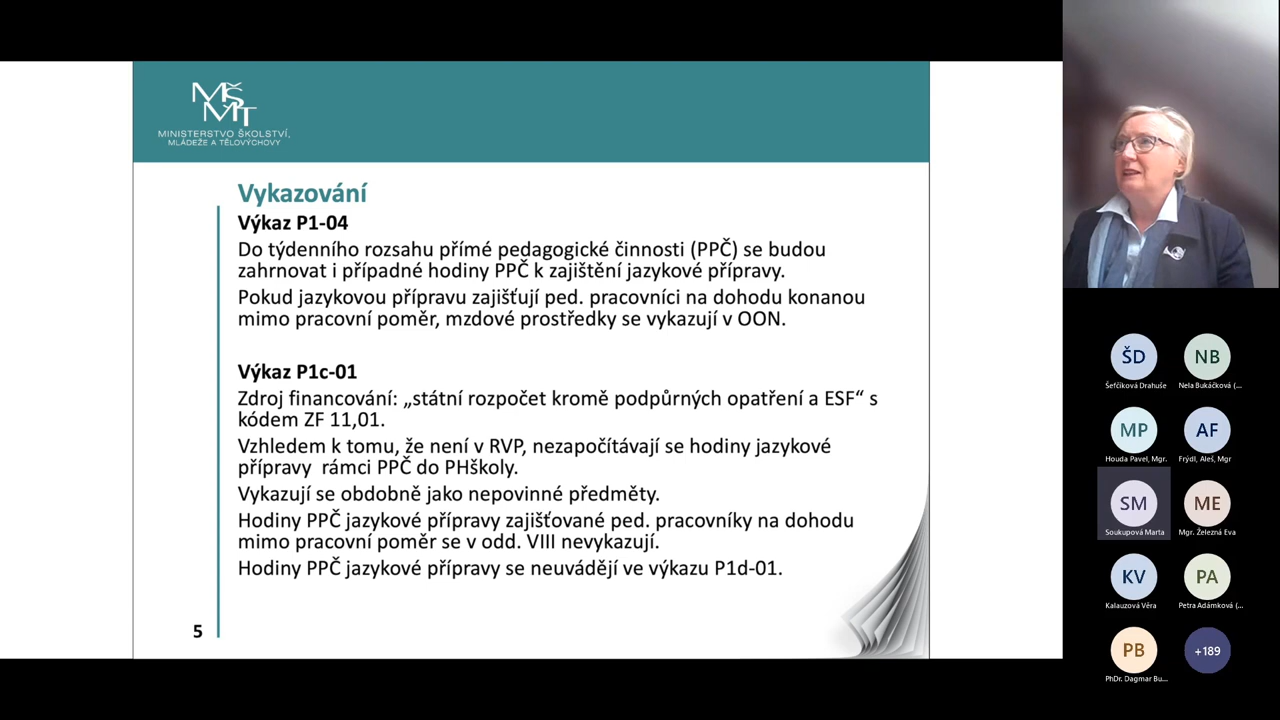 MŠMT
MINISTERSTVO ŠKOLSTVÍ,
MLÁDEŽE A TĚLOVÝCHOVY
Vykazování
Výkaz P1-04
Do týdenního rozsahu přímé pedagogické činnosti (PPČ) se budou
zahrnovat i případné hodiny PPČ k zajištění jazykové přípravy.
Pokud jazykovou přípravu zajišťují ped. pracovníci na dohodu konanou
mimo pracovní poměr, mzdové prostředky se vykazují v OON.
Výkaz P1c-01
Zdroj financování: „státní rozpočet kromě podpůrných opatření a ESF“ s
kódem ZF 11,01.
Vzhledem k tomu, že není v RVP, nezapočítávají se hodiny jazykové
přípravy  rámci PPČ do PHškoly.
Vykazují se obdobně jako nepovinné předměty.
Hodiny PPČ jazykové přípravy zajišťované ped. pracovníky na dohodu
mimo pracovní poměr se v odd. VIII nevykazují.
Hodiny PPČ jazykové přípravy se neuvádějí ve výkazu P1d-01.
5
ŠD
NB
Šefčíková Drahuše
Nela Bukáčková (...
MP
AF
Houda Pavel, Mgr.
Frýdl, Aleš, Mgr
SM
ME
Soukupová Marta
Mgr. Železná Eva
KV
PA
Kalauzová Věra
Petra Adámková (...
PB
+189
PhDr. Dagmar Bu...